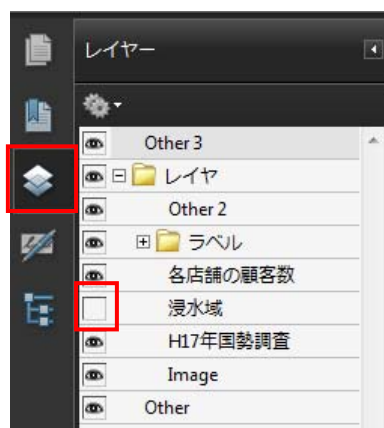 レイヤー
Other 3
レイヤ
Other 2
ラベル
各店舗の顧客数
浸水域
H17年国勢調査
Image
Other